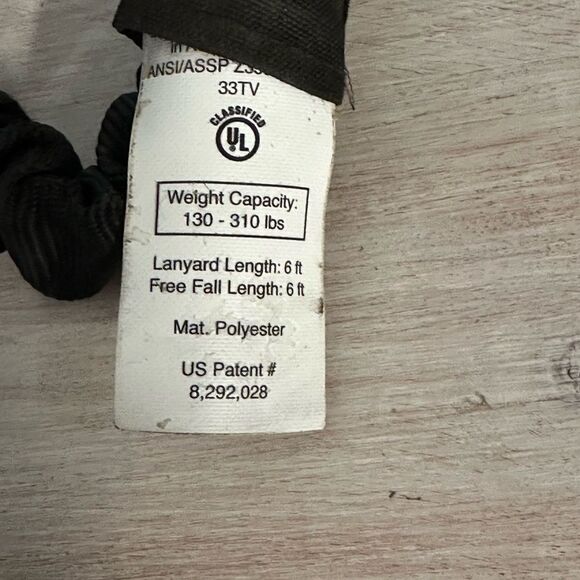 ANSI/ASSP
33TV
CLASSIFIED
UL
Weight Capacity:
130 - 310 lbs
Lanyard Length: 6 ft
Free Fall Length: 6 ft
Mat. Polyester
US Patent #
8,292,028